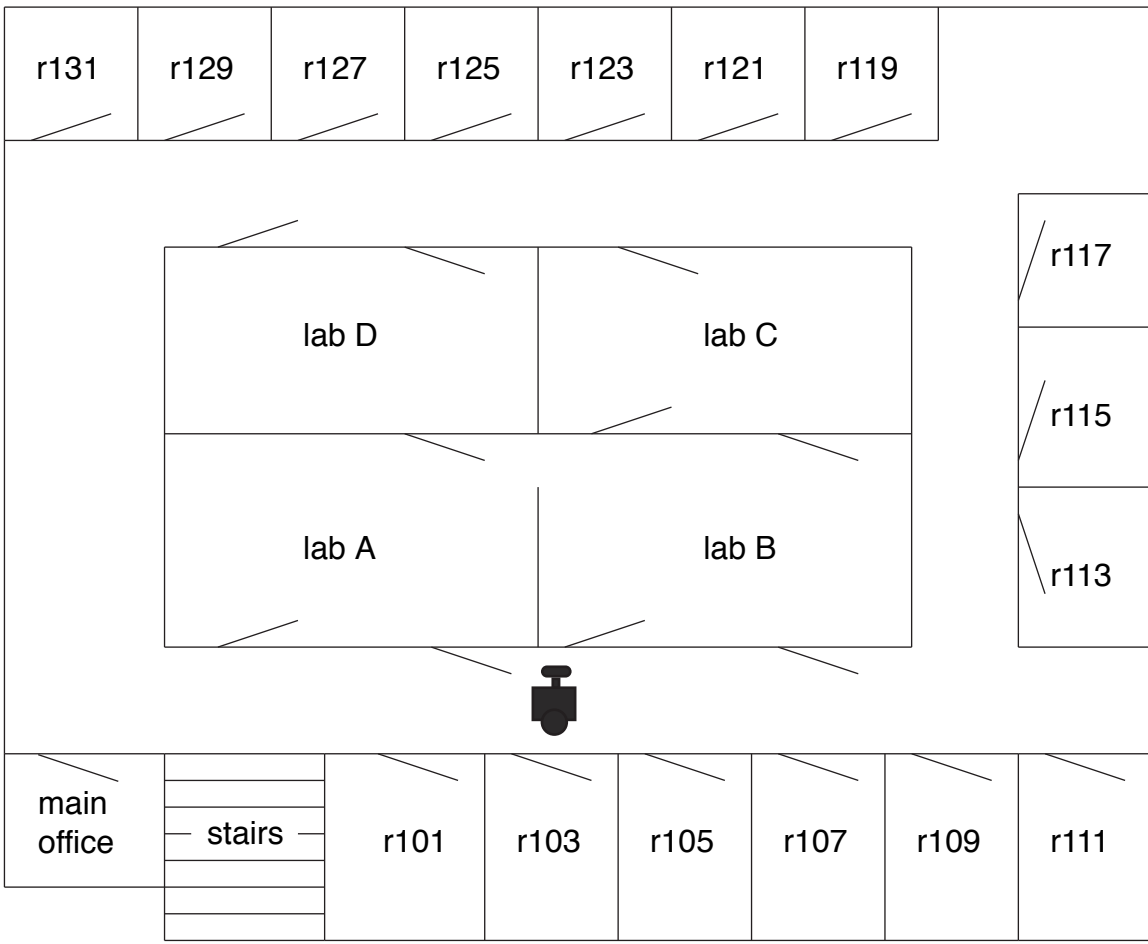 r131
r129
r127
r125
r123
r121
r119
r117
lab D
lab C
r115
lab A
lab B
r113
main
office
stairs
r101
r103
r105
r107
r109
r111